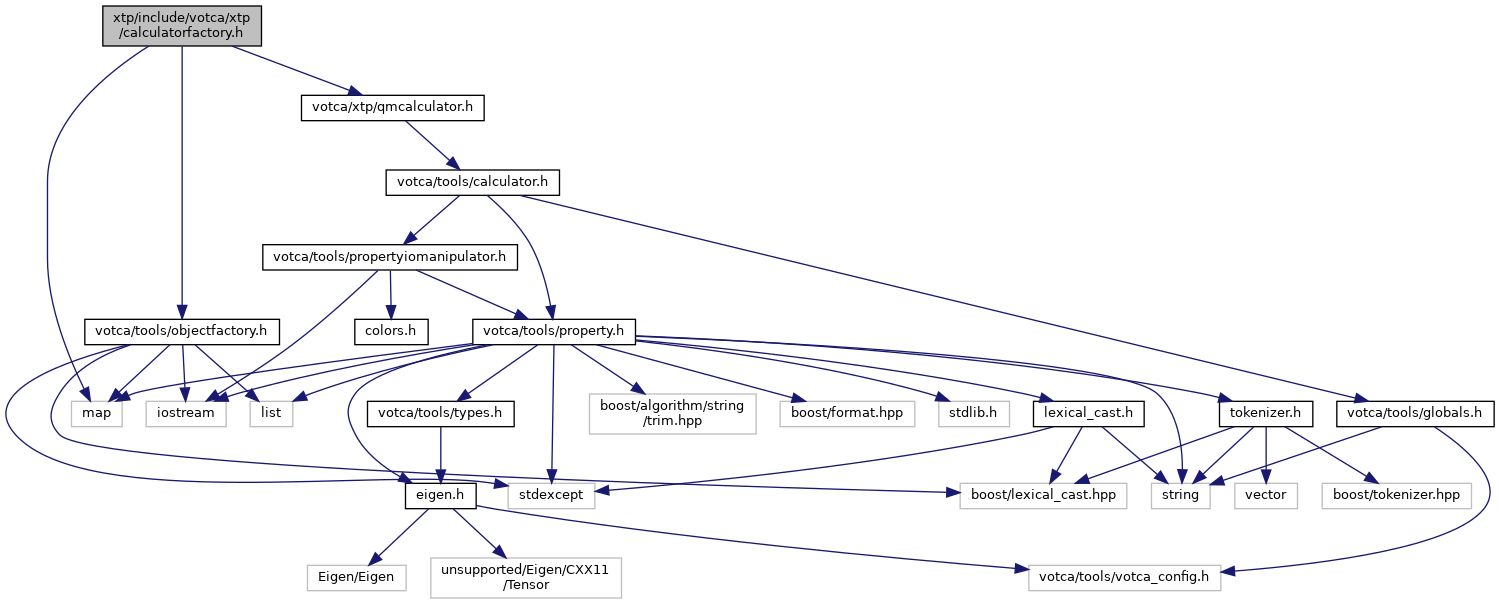 xtp/include/votca/xtp
/calculatorfactory.h
votca/xtp/qmcalculator.h
votca/tools/calculator.h
votca/tools/propertyiomanipulator.h
votca/tools/objectfactory.h
colors.h
votca/tools/property.h
map
iostream
list
votca/tools/types.h
boost/algorithm/string
/trim.hpp
boost/format.hpp
stdlib.h
lexical_cast.h
tokenizer.h
votca/tools/globals.h
eigen.h
stdexcept
boost/lexical_cast.hpp
string
vector
boost/tokenizer.hpp
Eigen/Eigen
unsupported/Eigen/CXX11
/Tensor
votca/tools/votca_config.h